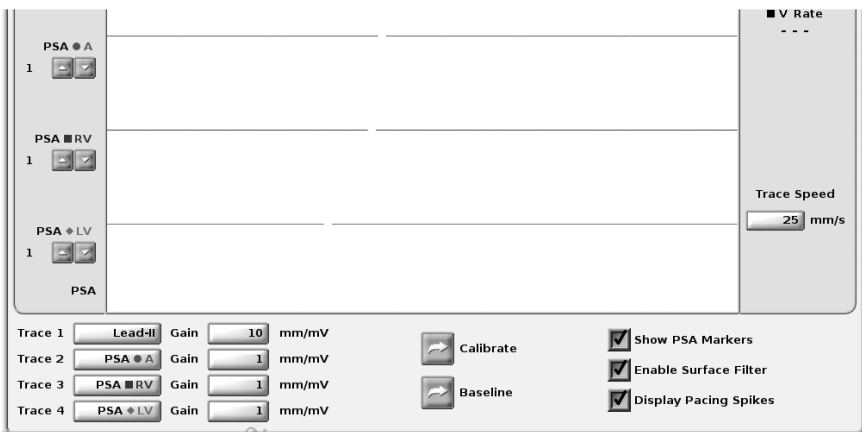 V Rate
- - -
PSA ● A
1
PSA ■ RV
1
Trace Speed
25 mm/s
PSA ◆ LV
1
PSA
Trace 1 Lead-II Gain 10 mm/mV
Trace 2 PSA ● A Gain 1 mm/mV
Trace 3 PSA ■ RV Gain 1 mm/mV
Trace 4 PSA ◆ LV Gain 1 mm/mV
Calibrate
Baseline
Show PSA Markers
Enable Surface Filter
Display Pacing Spikes